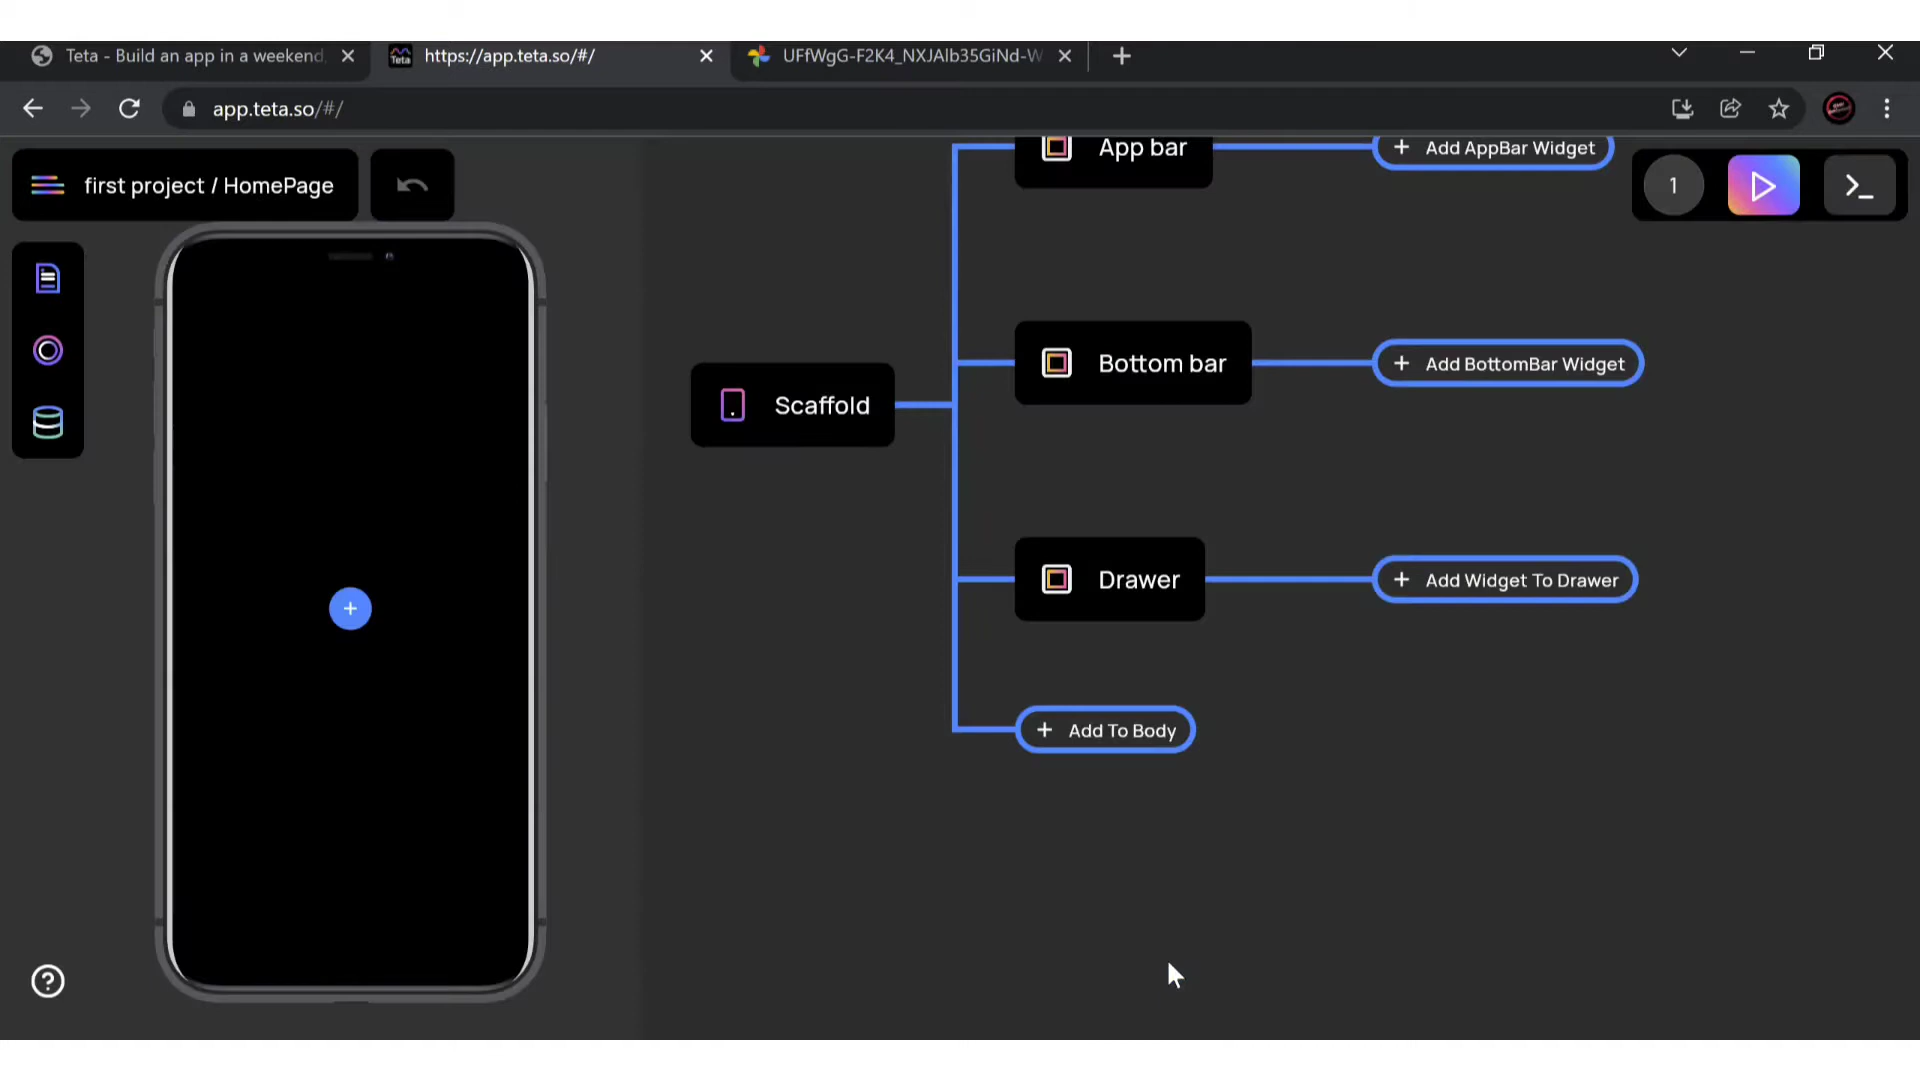 Teta - Build an app in a weekend.
https://app.teta.so/#/
UFfWgG-F2K4_NXJAlb35GiNd-W
app.teta.so/#/
first project / HomePage
App bar
Add AppBar Widget
1
Bottom bar
Add BottomBar Widget
Scaffold
Drawer
Add Widget To Drawer
Add To Body